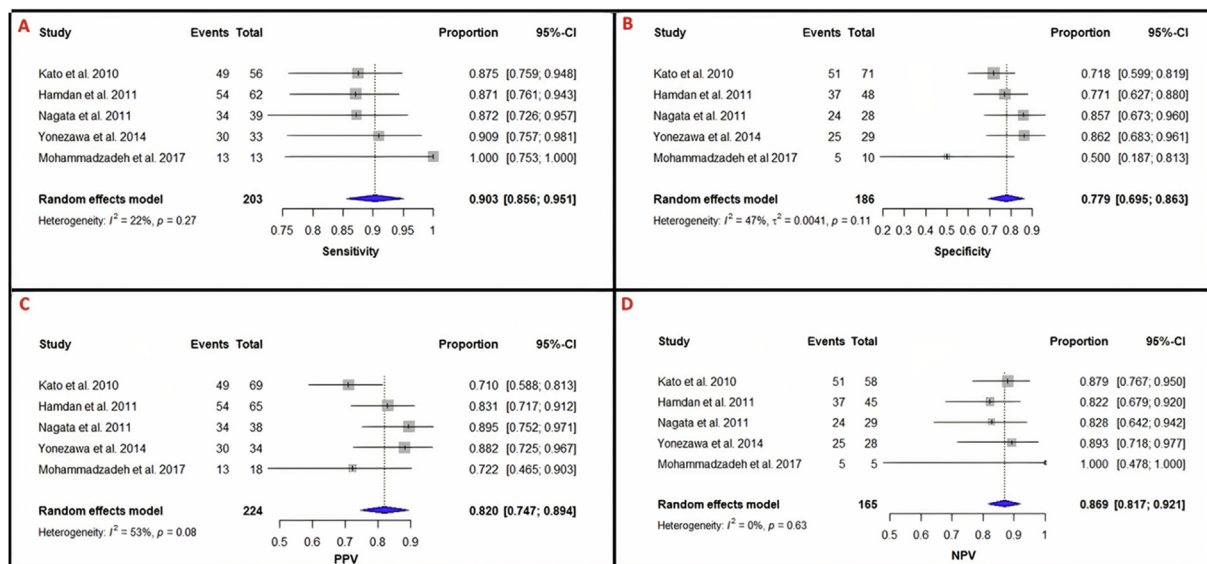 A
Study Events Total Proportion 95%-CI
Kato et al. 2010 49 56 0.875 [0.759; 0.948]
Hamdan et al. 2011 54 62 0.871 [0.761; 0.943]
Nagata et al. 2011 34 39 0.872 [0.726; 0.957]
Yonezawa et al. 2014 30 33 0.909 [0.757; 0.981]
Mohammadzadeh et al. 2017 13 13 1.000 [0.753; 1.000]
Random effects model 203 0.903 [0.856; 0.951]
Heterogeneity: I² = 22%, p = 0.27
0.75 0.85 0.9 0.95 1
Sensitivity
B
Study Events Total Proportion 95%-CI
Kato et al. 2010 51 71 0.718 [0.599; 0.819]
Hamdan et al. 2011 37 48 0.771 [0.627; 0.880]
Nagata et al. 2011 24 28 0.857 [0.673; 0.960]
Yonezawa et al. 2014 25 29 0.862 [0.683; 0.961]
Mohammadzadeh et al 2017 5 10 0.500 [0.187; 0.813]
Random effects model 186 0.779 [0.695; 0.863]
Heterogeneity: I² = 47%, τ² = 0.0041, p = 0.11
0.2 0.3 0.4 0.5 0.6 0.7 0.8 0.9
Specificity
C
Study Events Total Proportion 95%-CI
Kato et al. 2010 49 69 0.710 [0.588; 0.813]
Hamdan et al. 2011 54 65 0.831 [0.717; 0.912]
Nagata et al. 2011 34 38 0.895 [0.752; 0.971]
Yonezawa et al. 2014 30 34 0.882 [0.725; 0.967]
Mohammadzadeh et al. 2017 13 18 0.722 [0.465; 0.903]
Random effects model 224 0.820 [0.747; 0.894]
Heterogeneity: I² = 53%, p = 0.08
0.5 0.6 0.7 0.8 0.9
PPV
D
Study Events Total Proportion 95%-CI
Kato et al. 2010 51 58 0.879 [0.767; 0.950]
Hamdan et al. 2011 37 45 0.822 [0.679; 0.920]
Nagata et al. 2011 24 29 0.828 [0.642; 0.942]
Yonezawa et al. 2014 25 28 0.893 [0.718; 0.977]
Mohammadzadeh et al. 2017 5 5 1.000 [0.478; 1.000]
Random effects model 165 0.869 [0.817; 0.921]
Heterogeneity: I² = 0%, p = 0.63
0.5 0.6 0.7 0.8 0.9 1
NPV